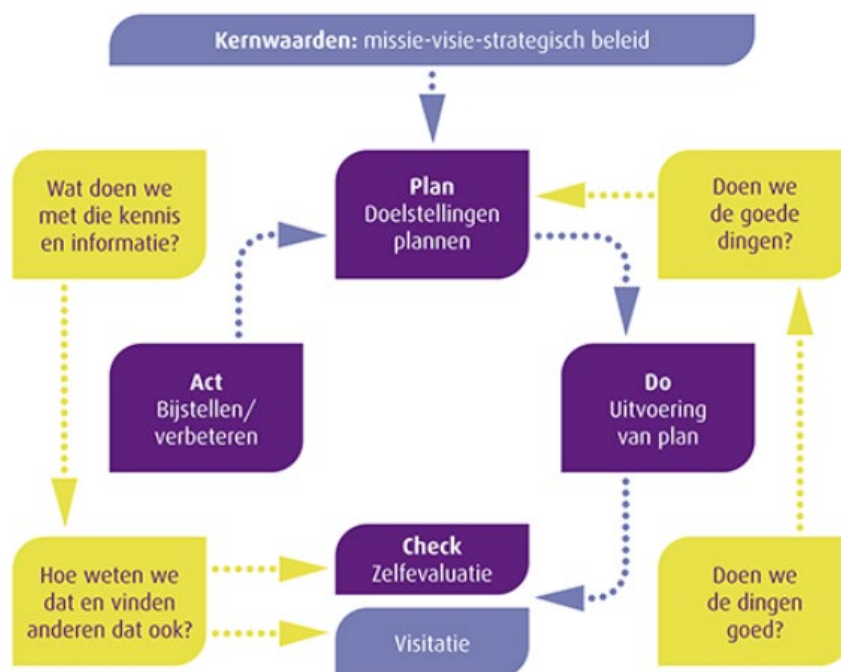 Kernwaarden: missie-visie-strategisch beleid
Wat doen we
met die kennis
en informatie?
Plan
Doelstellingen
plannen
Doen we
de goede
dingen?
Act
Bijstellen/
verbeteren
Do
Uitvoering
van plan
Hoe weten we
dat en vinden
anderen dat ook?
Check
Zelfevaluatie
Visitatie
Doen we
de dingen
goed?